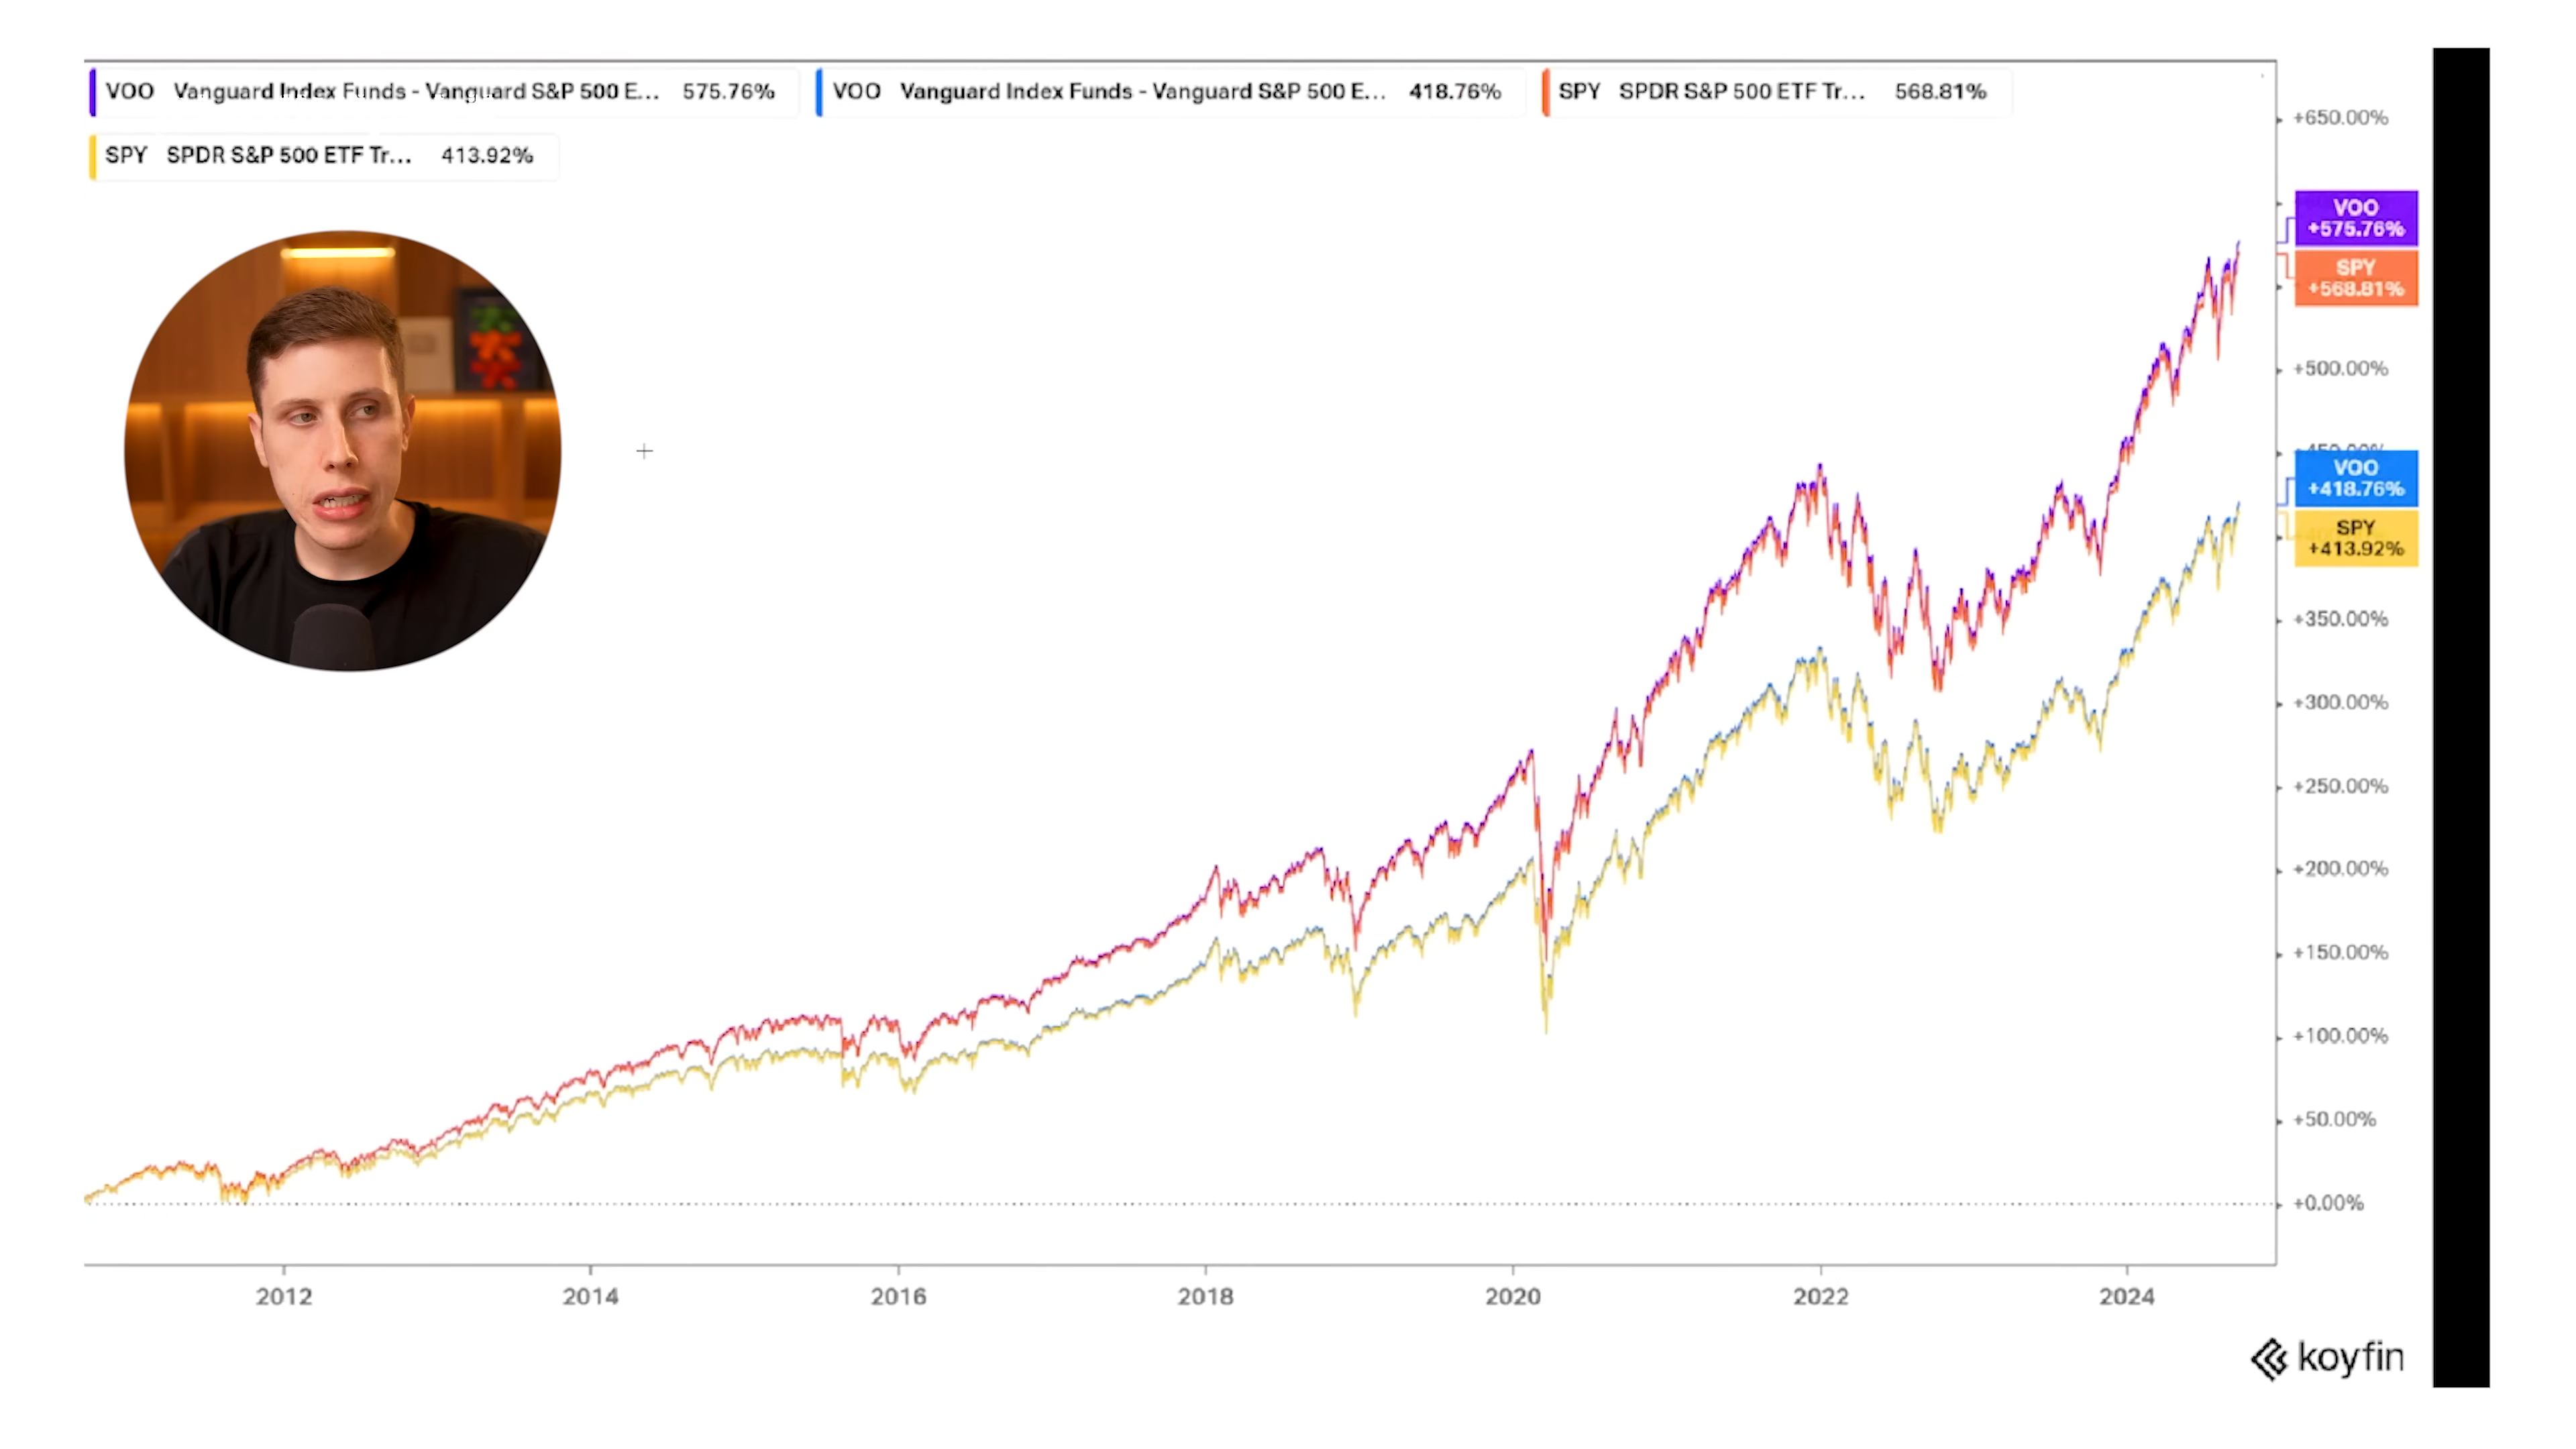 VOO Vanguard Index Funds - Vanguard S&P 500 E... 575.76%
VOO Vanguard Index Funds - Vanguard S&P 500 E... 418.76%
SPY SPDR S&P 500 ETF Tr... 568.81%
SPY SPDR S&P 500 ETF Tr... 413.92%
+650.00%
VOO
+575.76%
SPY
+568.81%
+500.00%
VOO
+418.76%
SPY
+413.92%
+350.00%
+300.00%
+250.00%
+200.00%
+150.00%
+100.00%
+50.00%
+0.00%
2012 2014 2016 2018 2020 2022 2024
koyfin